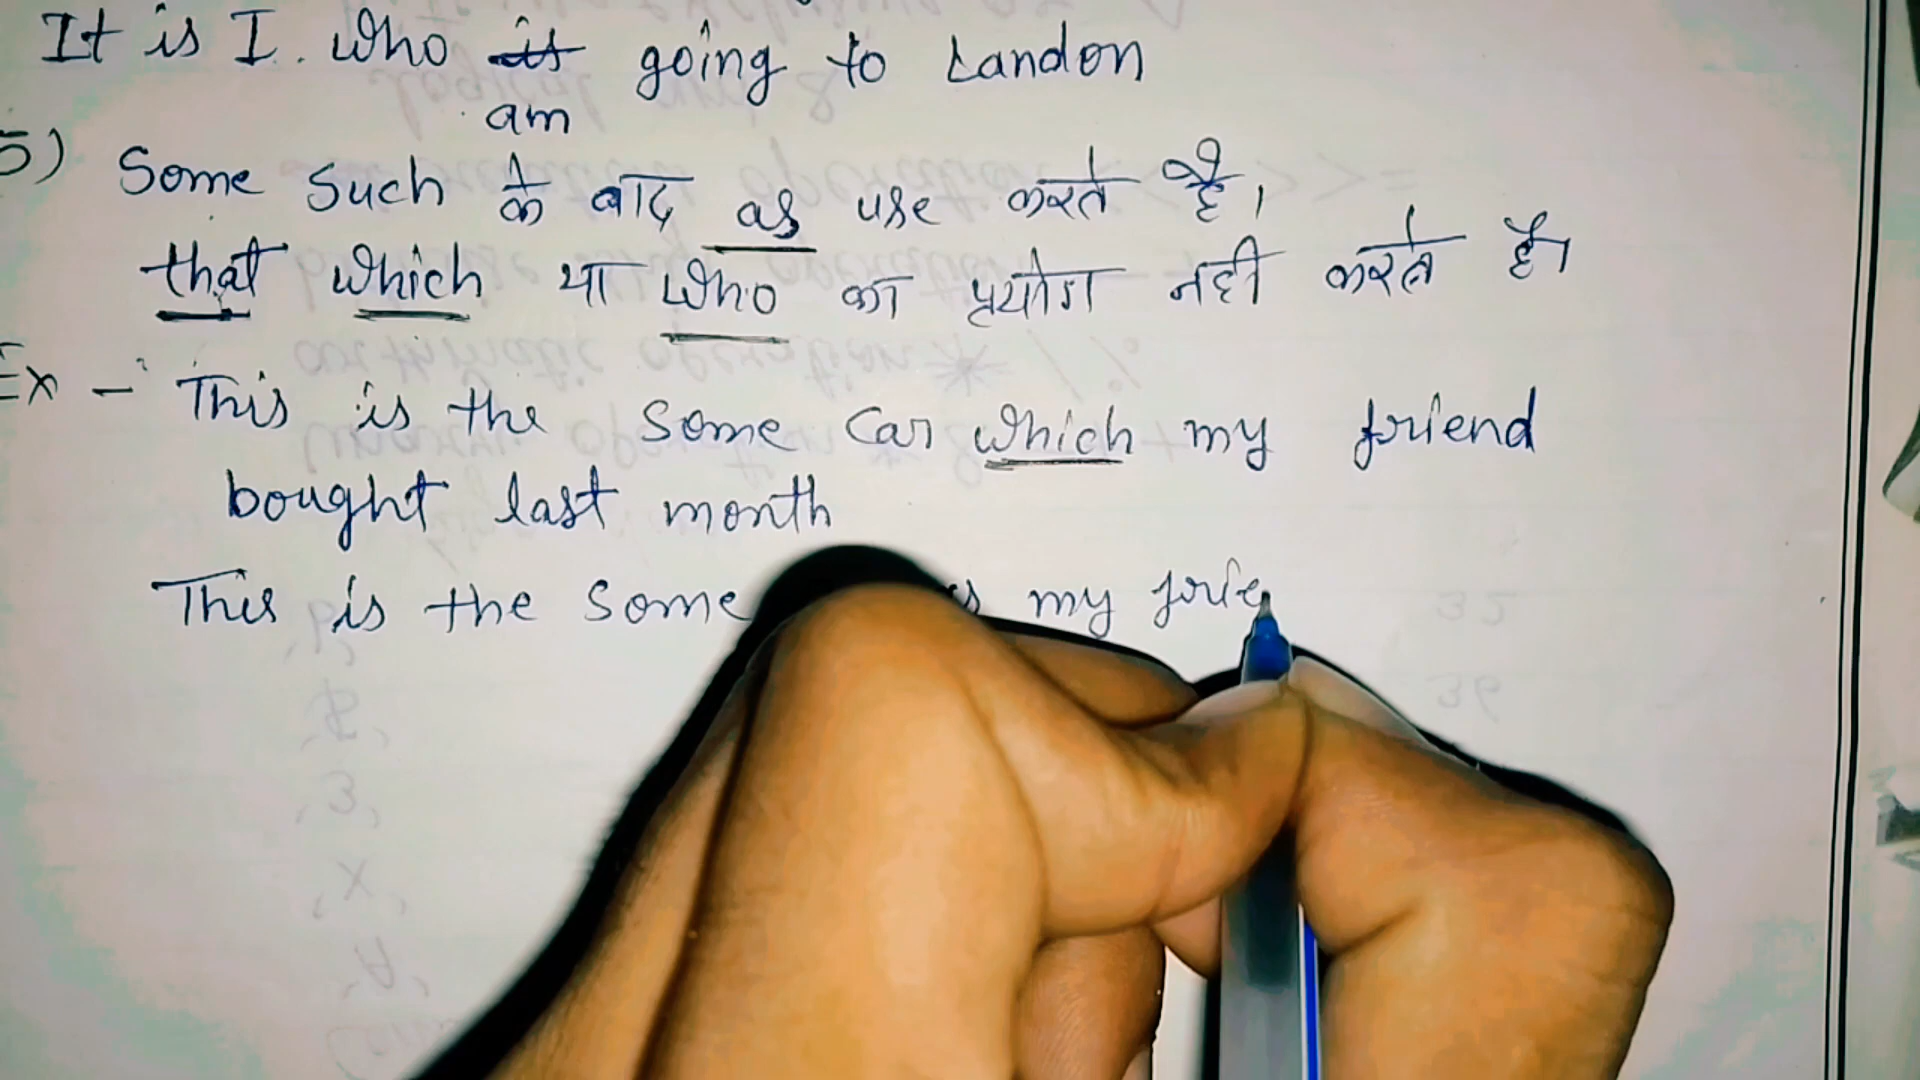 It is I. Who is going to Landon
am
5) Some Such के बाद as use करते है।
that which या who का प्रयोग नही करते है।
Ex - This is the Some Car which my friend
bought last month
This is the Some my frie